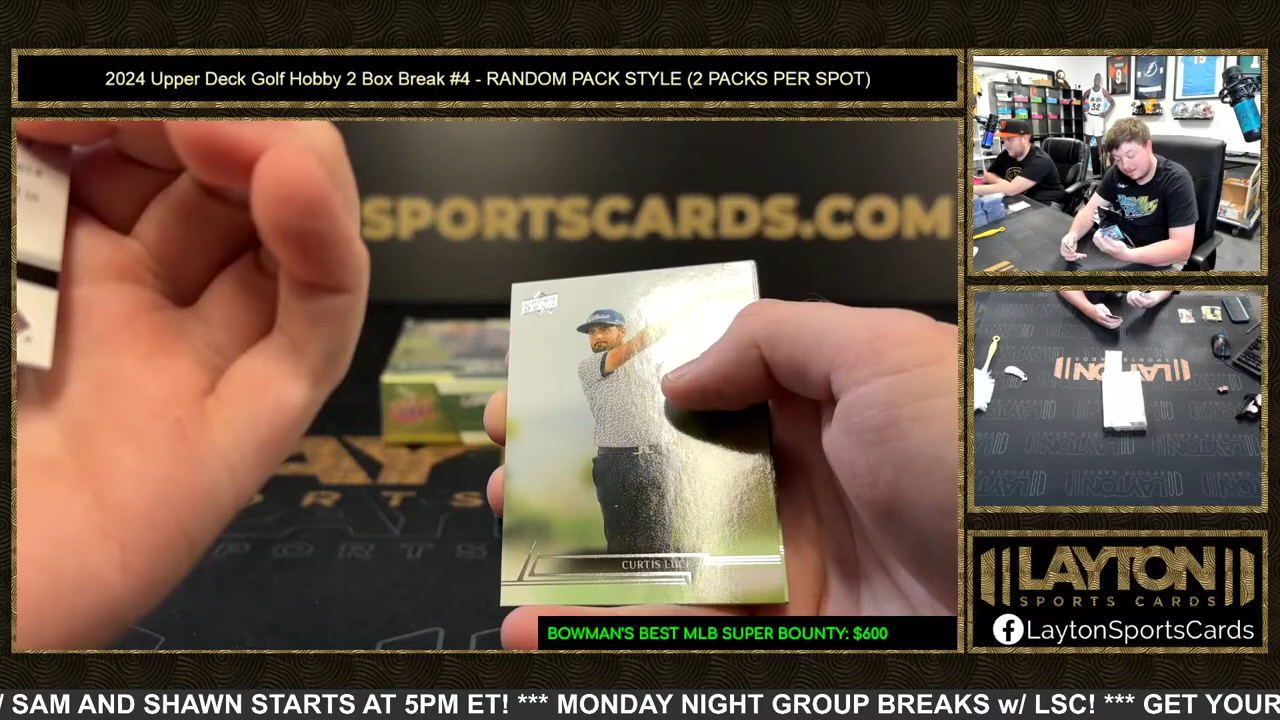 2024 Upper Deck Golf Hobby 2 Box Break #4 - RANDOM PACK STYLE (2 PACKS PER SPOT)
SPORTSCARDS.COM
CURTIS LUCK
BOWMAN'S BEST MLB SUPER BOUNTY: $600
LAYTON
SPORTS CARDS
LaytonSportsCards
/ SAM AND SHAWN STARTS AT 5PM ET! *** MONDAY NIGHT GROUP BREAKS w/ LSC! *** GET YOUR